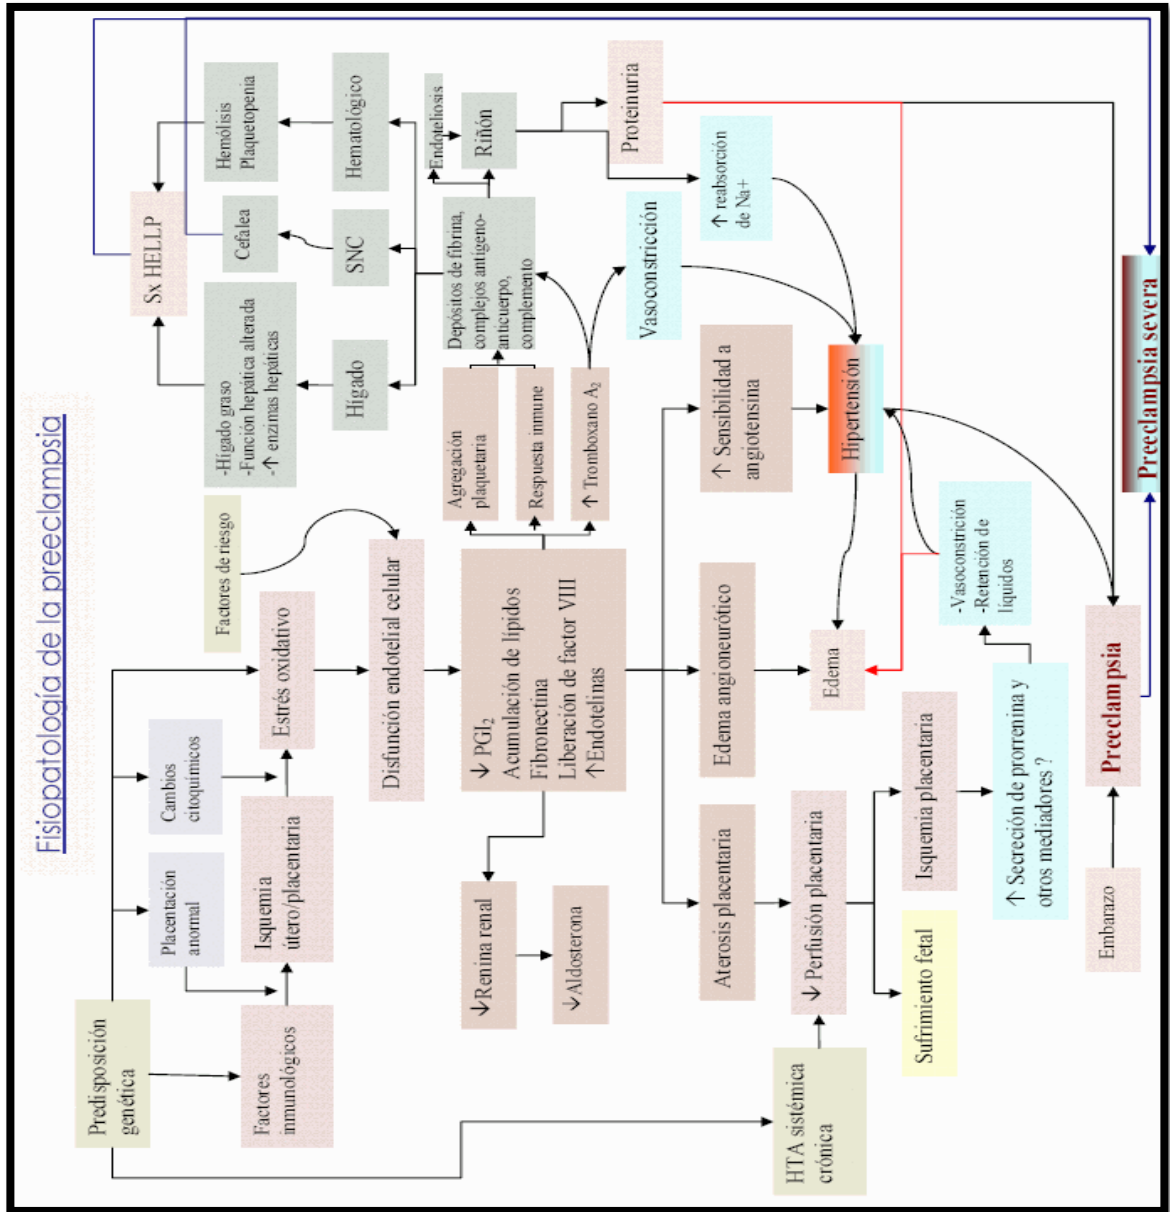 Fisiopatología de la preeclampsia
Predisposición
genética
Placentación
anormal
Cambios
citoquímicos
Factores de riesgo
-Hígado graso
-Función hepática alterada
-↑ enzimas hepáticas
Sx HELLP
Cefalea
Hemólisis
Plaquetopenia
Factores
inmunológicos
Isquemia
útero/placentaria
Estrés oxidativo
Hígado
SNC
Hematológico
Disfunción endotelial celular
Depósitos de fibrina,
complejos antígeno-
anticuerpo,
complemento
Endoteliosis
Riñón
↓Renina renal
↓Aldosterona
↓ PGI₂
Acumulación de lípidos
Fibronectina
Liberación de factor VIII
↑Endotelinas
Agregación
plaquetaria
Respuesta inmune
↑ Tromboxano A₂
Vasoconstricción
Proteinuria
↑ reabsorción
de Na+
Aterosis placentaria
Edema angioneurótico
↑ Sensibilidad a
angiotensina
HTA sistémica
crónica
↓ Perfusión placentaria
Edema
Hipertensión
Sufrimiento fetal
Isquemia placentaria
-Vasoconstrición
-Retención de
líquidos
↑ Secreción de prorrenina y
otros mediadores ?
Embarazo
Preeclampsia
Preeclampsia severa